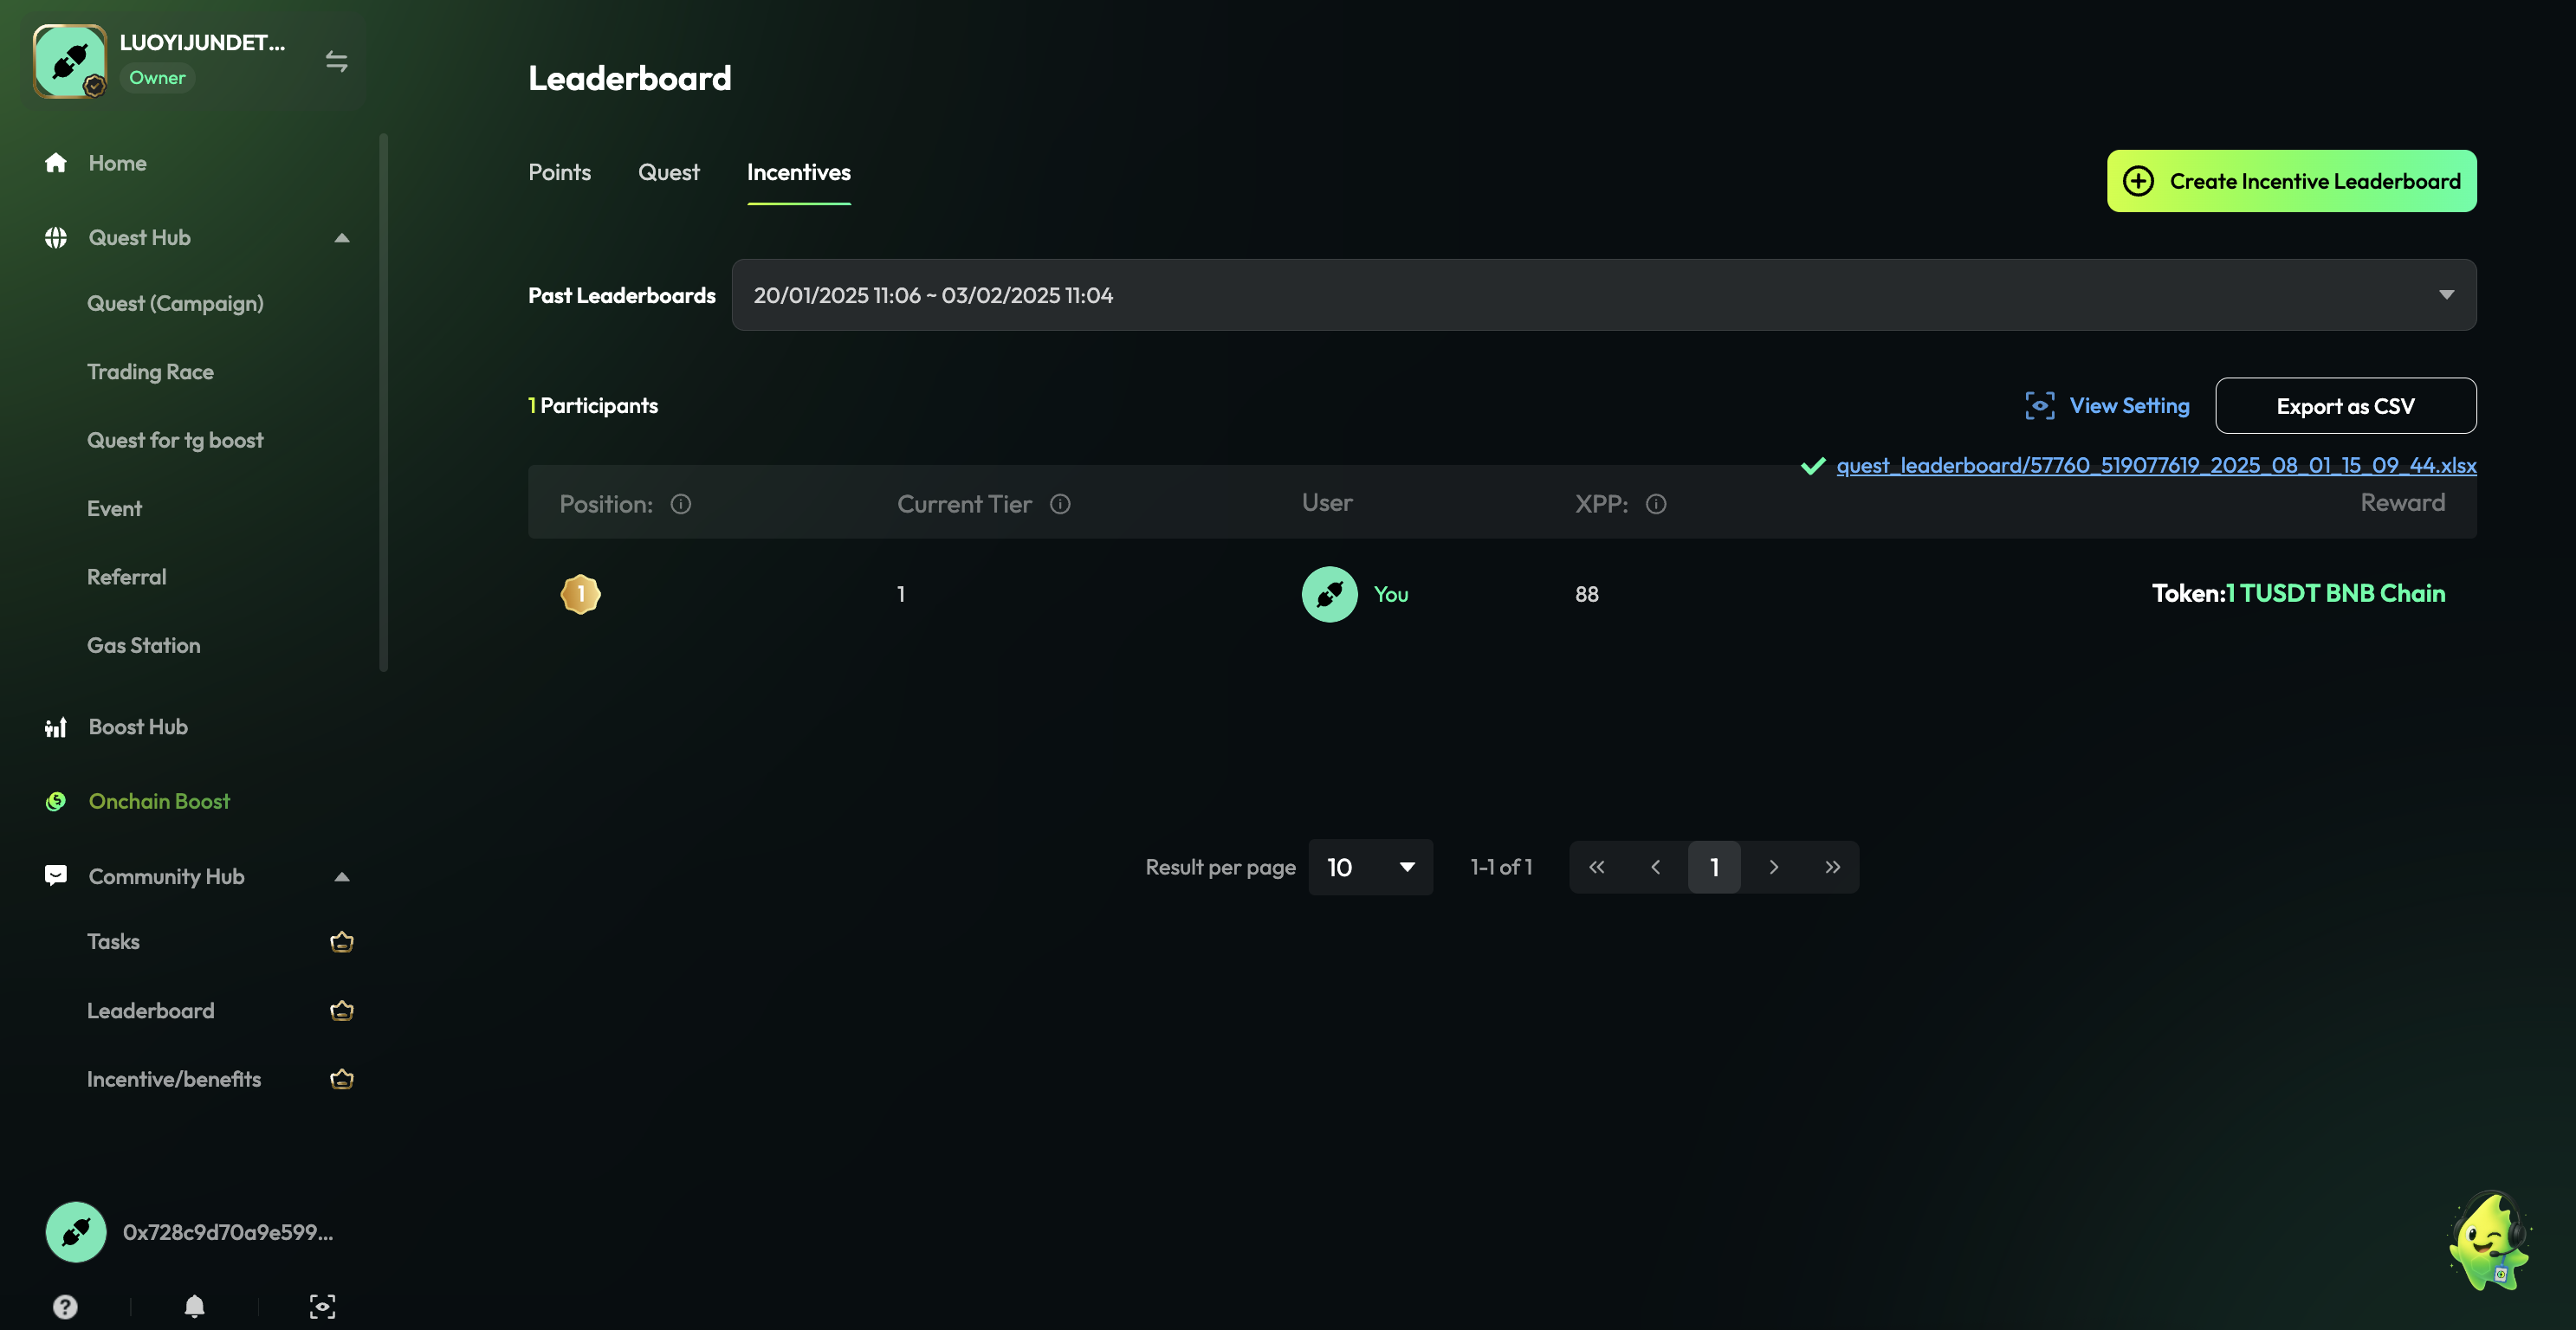 LUOYIJUNDET...
Owner
Home
Quest Hub
Quest (Campaign)
Trading Race
Quest for tg boost
Event
Referral
Gas Station
Boost Hub
Onchain Boost
Community Hub
Tasks
Leaderboard
Incentive/benefits
0x728c9d70a9e599...
Leaderboard
Points Quest Incentives
Create Incentive Leaderboard
Past Leaderboards 20/01/2025 11:06 ~ 03/02/2025 11:04
1 Participants
View Setting Export as CSV
quest_leaderboard/57760_519077619_2025_08_01_15_09_44.xlsx
Position: Current Tier User XPP: Reward
1 1 You 88 Token:1 TUSDT BNB Chain
Result per page 10 1-1 of 1 1